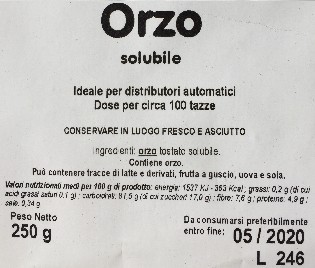 Orzo
solubile
Ideale per distributori automatici
Dose per circa 100 tazze
CONSERVARE IN LUOGO FRESCO E ASCIUTTO
Ingredienti: orzo tostato solubile.
Contiene orzo.
Può contenere tracce di latte e derivati, frutta a guscio, uova e soia.
Valori nutrizionali medi per 100 g di prodotto: energia: 1537 KJ - 363 Kcal; grassi: 0,2 g (di cui
acidi grassi saturi 0,1 g); carboidrati: 81,5 g (di cui zuccheri 17,0 g); fibre: 7,6 g; proteine: 4,9 g;
sale: 0,34 g
Peso Netto
250 g
Da consumarsi preferibilmente
entro fine: 05 / 2020
L 246